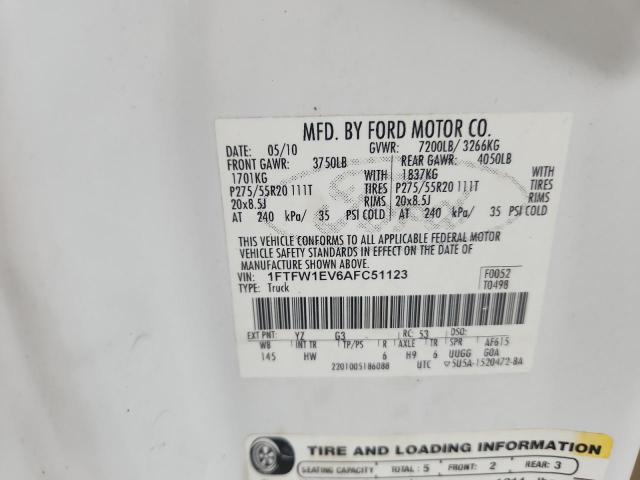 MFD. BY FORD MOTOR CO.
DATE: 05/10 GVWR: 7200LB/ 3266KG
FRONT GAWR: 3750LB REAR GAWR: 4050LB
1701KG WITH 1837KG WITH
P275/55R20 111T TIRES P275/55R20 111T TIRES
20x8.5J RIMS 20x8.5J RIMS
AT 240 kPa/ 35 PSI COLD AT 240 kPa/ 35 PSI COLD
THIS VEHICLE CONFORMS TO ALL APPLICABLE FEDERAL MOTOR
VEHICLE SAFETY STANDARDS IN EFFECT ON THE DATE OF
MANUFACTURE SHOWN ABOVE.
VIN: 1FTFW1EV6AFC51123 F0052
TYPE: Truck T0498
EXT PNT: YZ G3 RC: 53 DSO:
WB INT TR TP/PS R AXLE TR SPR AF615
145 HW 6 H9 6 UUGG G0A
2201005186088 UTC 5U5A-1520472-BA
TIRE AND LOADING INFORMATION
SEATING CAPACITY TOTAL: 5 FRONT: 2 REAR: 3